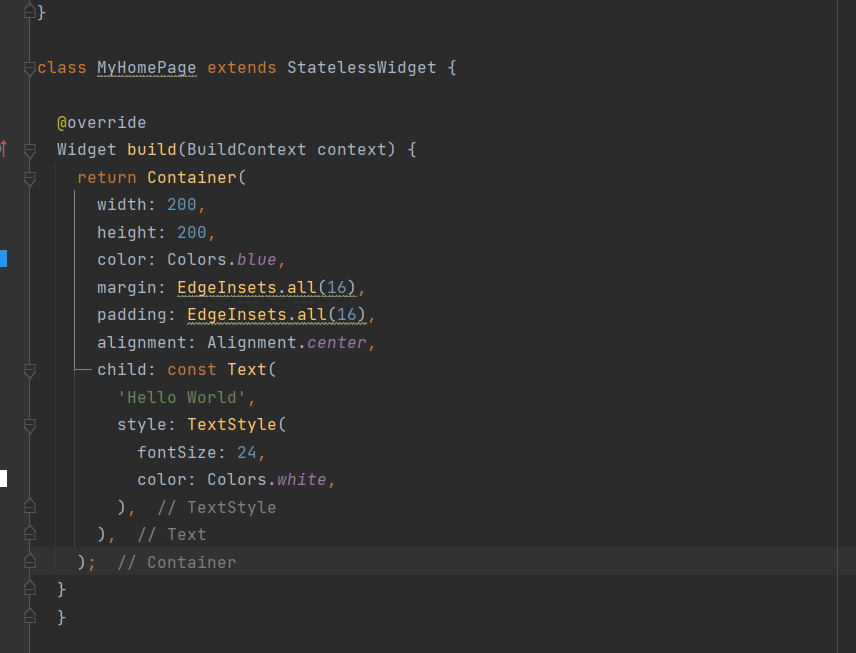 }
class MyHomePage extends StatelessWidget {
@override
Widget build(BuildContext context) {
return Container(
width: 200,
height: 200,
color: Colors.blue,
margin: EdgeInsets.all(16),
padding: EdgeInsets.all(16),
alignment: Alignment.center,
child: const Text(
'Hello World',
style: TextStyle(
fontSize: 24,
color: Colors.white,
), // TextStyle
), // Text
); // Container
}
}